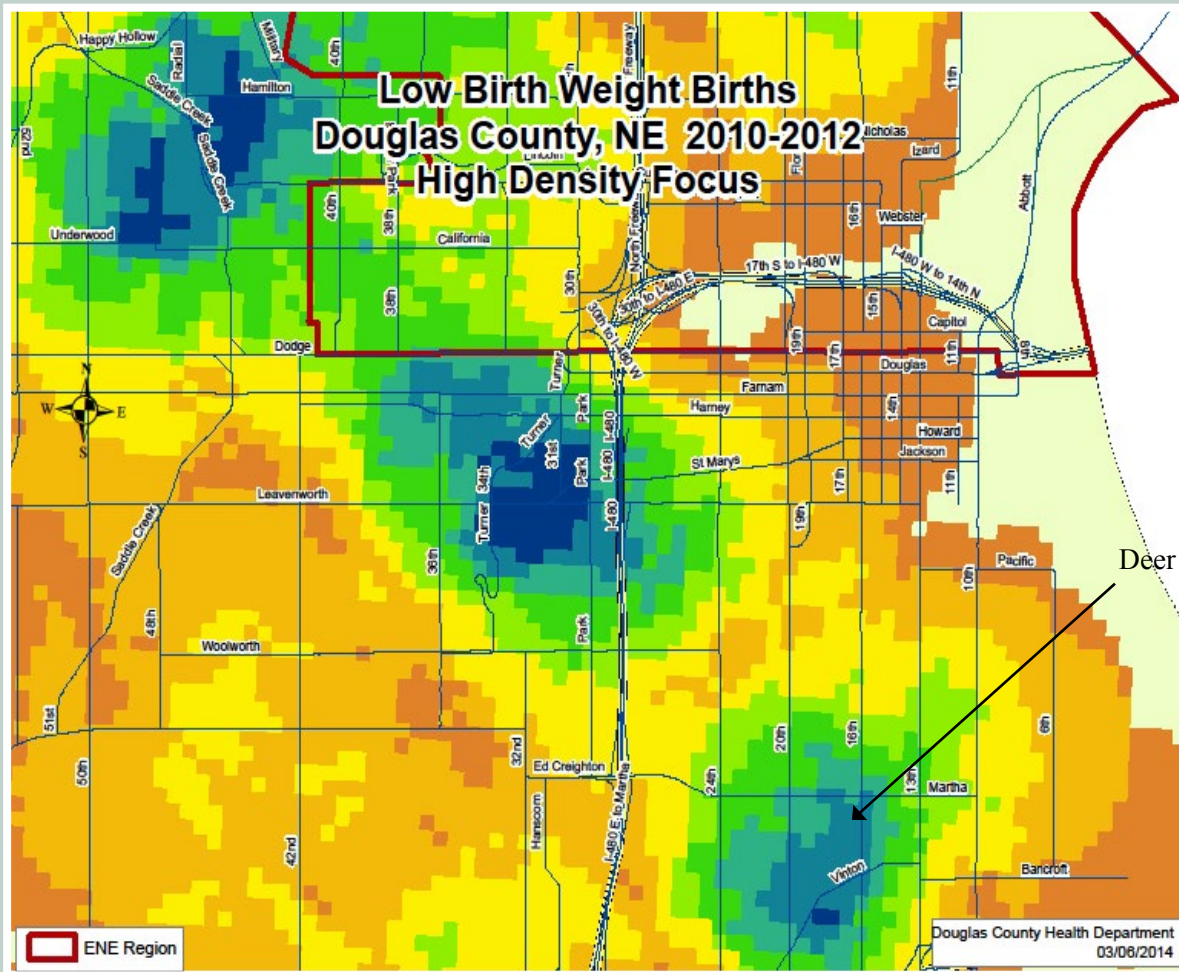 Low Birth Weight Births
Douglas County, NE 2010-2012
High Density Focus
Happy Hollow
Radial
Military
40th
Freeway
11th
Saddle Creek
Hamilton
52nd
Saddle Creek
Nicholas
Izard
Lincoln
Park
40th
38th
16th
Webster
Abbott
Underwood
California
North Freeway
30th
17th S to I-480 W
I-480 W to 14th N
30th to I-480 E
38th
15th
30th to I-480 W
19th
Capitol
Dodge
17th
11th
8th
Douglas
Turner
Farnam
N
W
E
S
Park
Harney
14th
I-480
Turner
31st
Howard
Jackson
St Marys
I-480
Park
34th
17th
11th
Leavenworth
Turner
I-480
19th
Saddle Creek
36th
Pacific
10th
Deer
48th
Park
Woolworth
51st
20th
16th
6th
32nd
50th
Ed Creighton
24th
13th
Martha
I-480 E to Martha
Hanscom
42nd
Vinton
Bancroft
ENE Region
Douglas County Health Department
03/06/2014